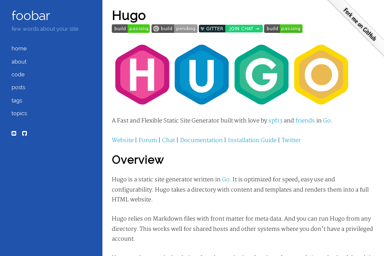 foobar
few words about your site
home
about
code
posts
tags
topics
Hugo
build passing build pending GITTER JOIN CHAT → build passing
Fork me on GitHub
HUGO
A Fast and Flexible Static Site Generator built with love by spf13 and friends in Go.
Website | Forum | Chat | Documentation | Installation Guide | Twitter
Overview
Hugo is a static site generator written in Go. It is optimized for speed, easy use and
configurability. Hugo takes a directory with content and templates and renders them into a full
HTML website.
Hugo relies on Markdown files with front matter for meta data. And you can run Hugo from any
directory. This works well for shared hosts and other systems where you don't have a privileged
account.